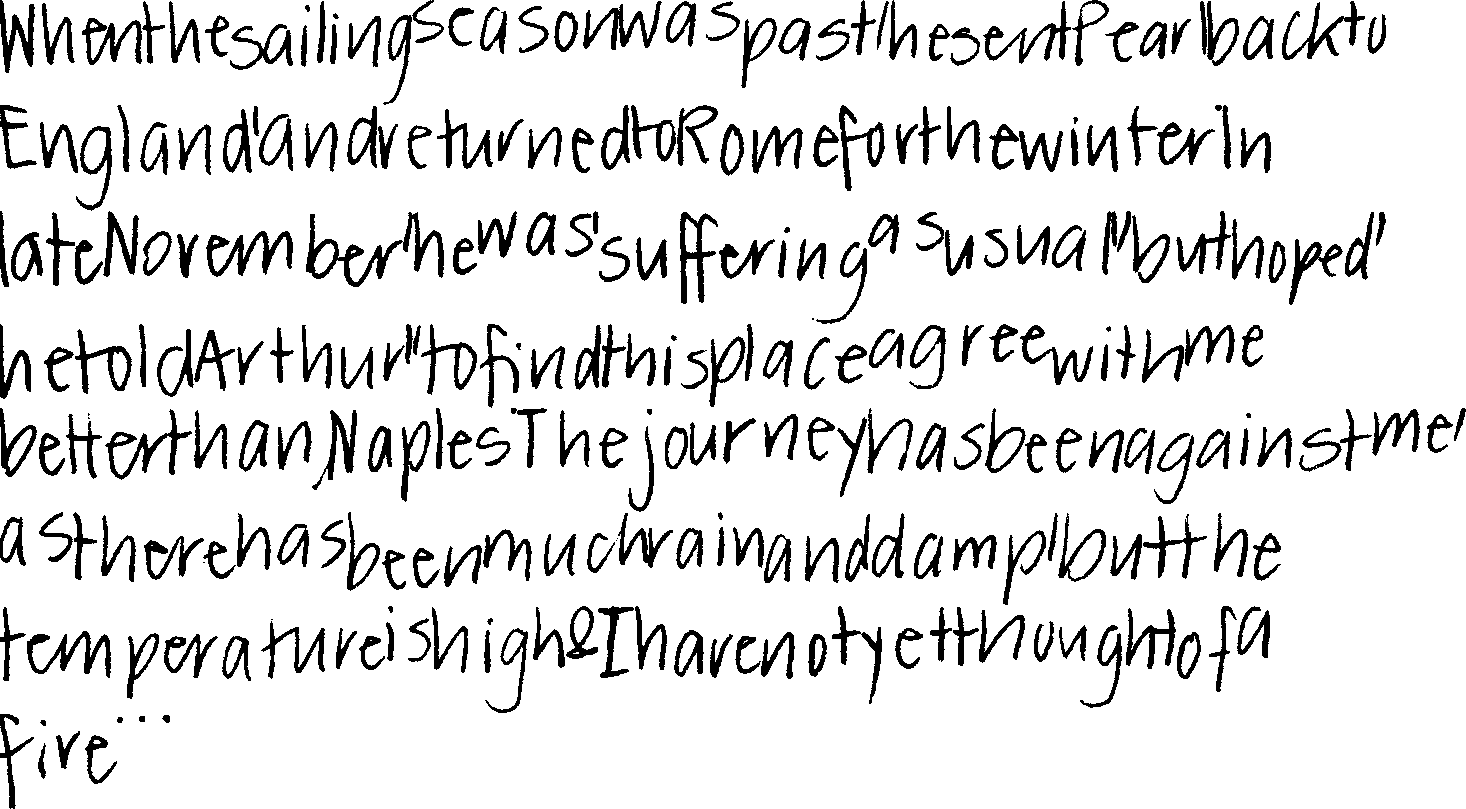 When the sailing season was past he sent Pearl back to
England and returned to Rome for the winter In
late November he was suffering as usual but hoped
he told Arthur to find this place agree with me
better than Naples The journey has been against me
as there has been much rain and damp but the
temperature is high & I have not yet thought of a
fire...